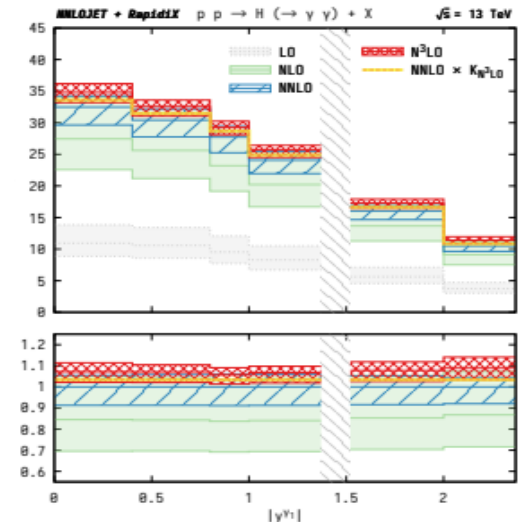 NNLOJET + RapidiX p p → H (→ γ γ) + X √s = 13 TeV
45
40
35
30
25
20
15
10
5
0
LO
NLO
NNLO
N³LO
NNLO × K_N³LO
1.2
1.1
1
0.9
0.8
0.7
0.6
0 0.5 1 1.5 2
|y^γ₁|